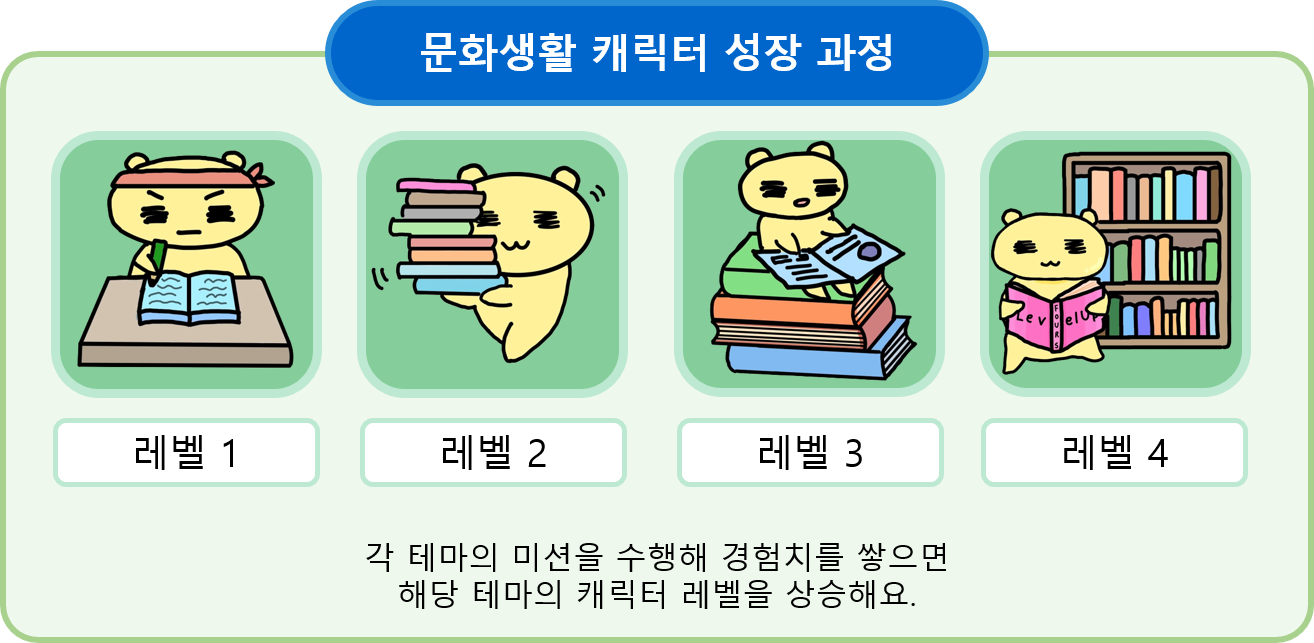 문화생활 캐릭터 성장 과정
Lev elUP
FOURS
레벨 1
레벨 2
레벨 3
레벨 4
각 테마의 미션을 수행해 경험치를 쌓으면
해당 테마의 캐릭터 레벨을 상승해요.